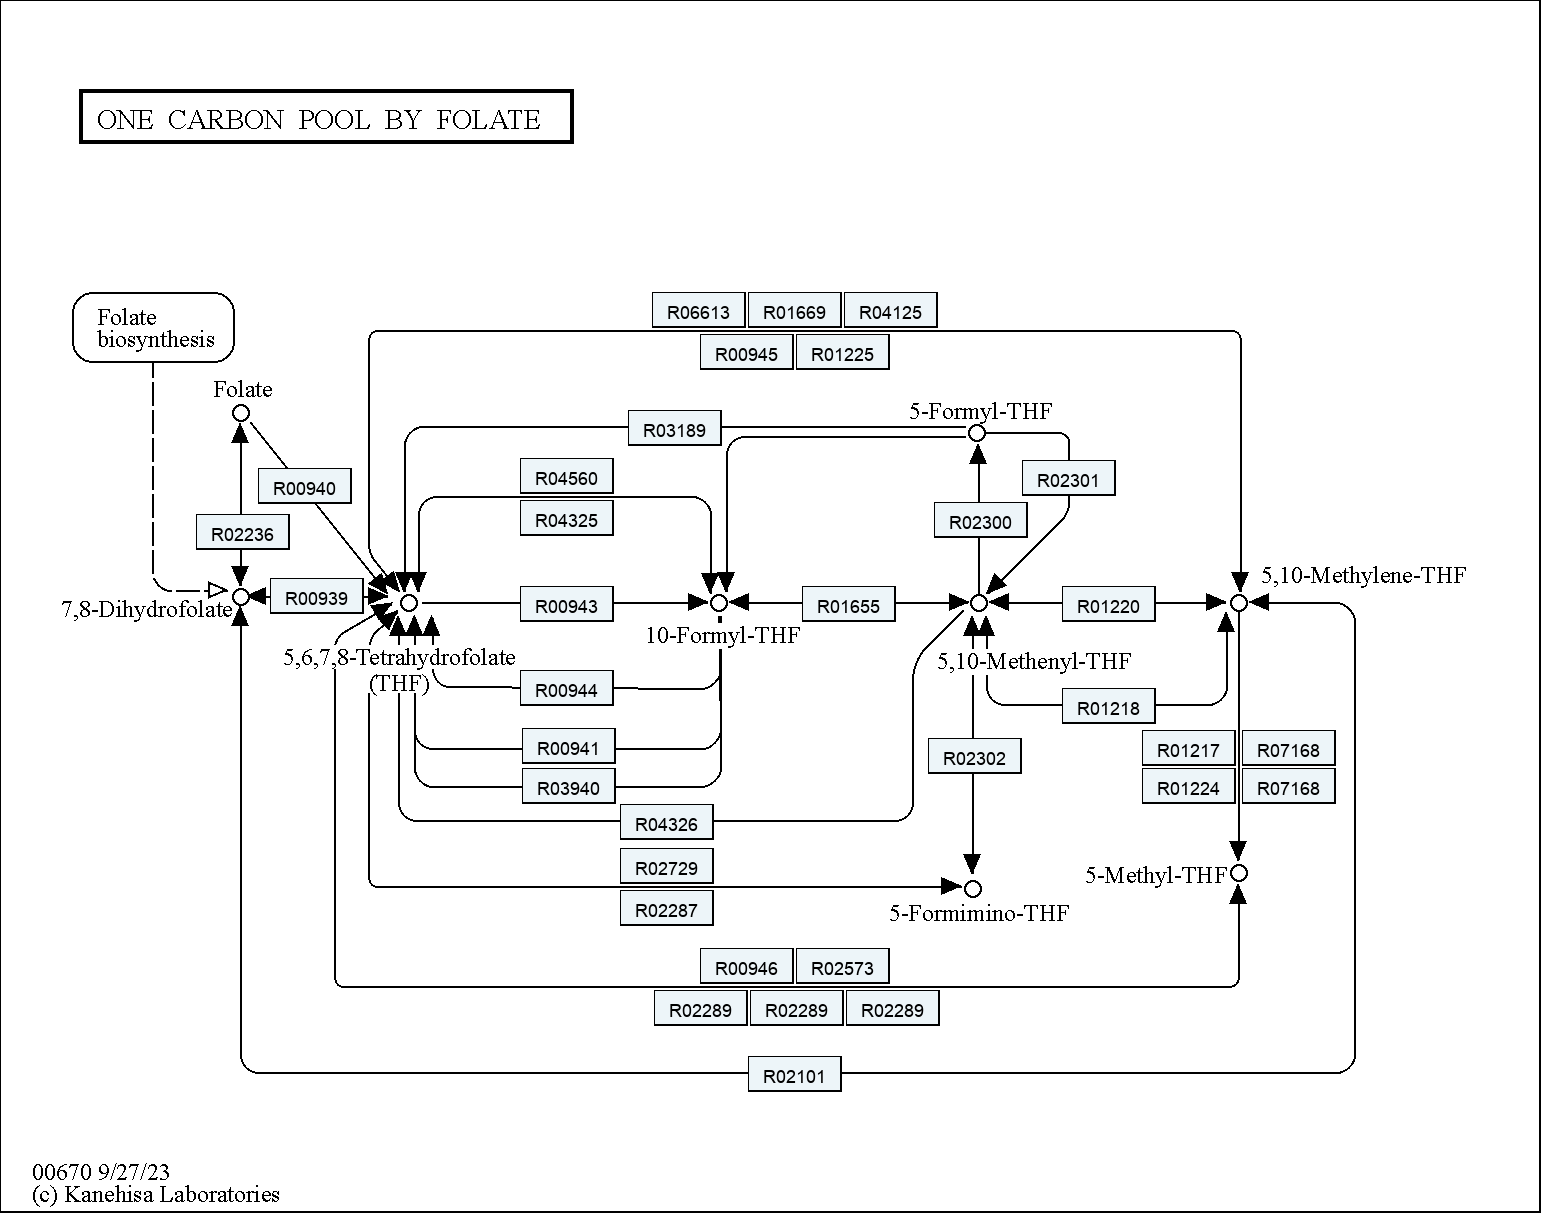 ONE CARBON POOL BY FOLATE
R06613 R01669 R04125
Folate
biosynthesis
R00945 R01225
Folate
5-Formyl-THF
R03189
R04560
R02301
R00940
R04325
R02300
R02236
5,10-Methylene-THF
R00939
R00943
R01655
R01220
7,8-Dihydrofolate
10-Formyl-THF
5,6,7,8-Tetrahydrofolate
(THF)
5,10-Methenyl-THF
R00944
R01218
R00941
R02302
R01217 R07168
R03940
R01224 R07168
R04326
R02729
5-Methyl-THF
R02287
5-Formimino-THF
R00946 R02573
R02289 R02289 R02289
R02101
00670 9/27/23
(c) Kanehisa Laboratories